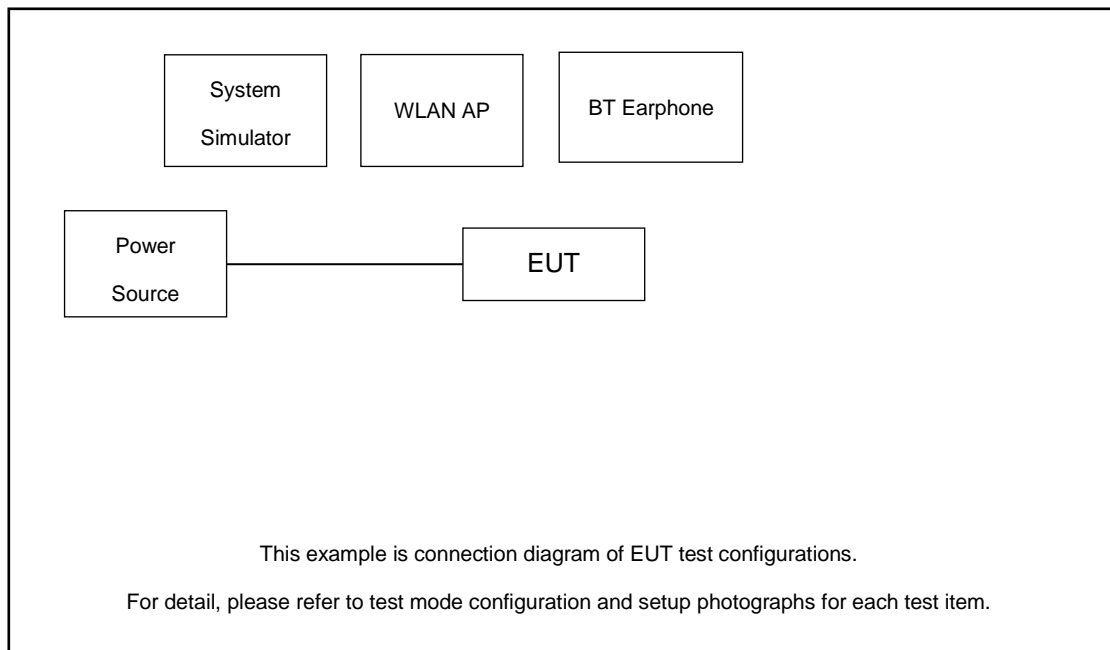 System
Simulator
WLAN AP
BT Earphone
Power
Source
EUT
This example is connection diagram of EUT test configurations.
For detail, please refer to test mode configuration and setup photographs for each test item.